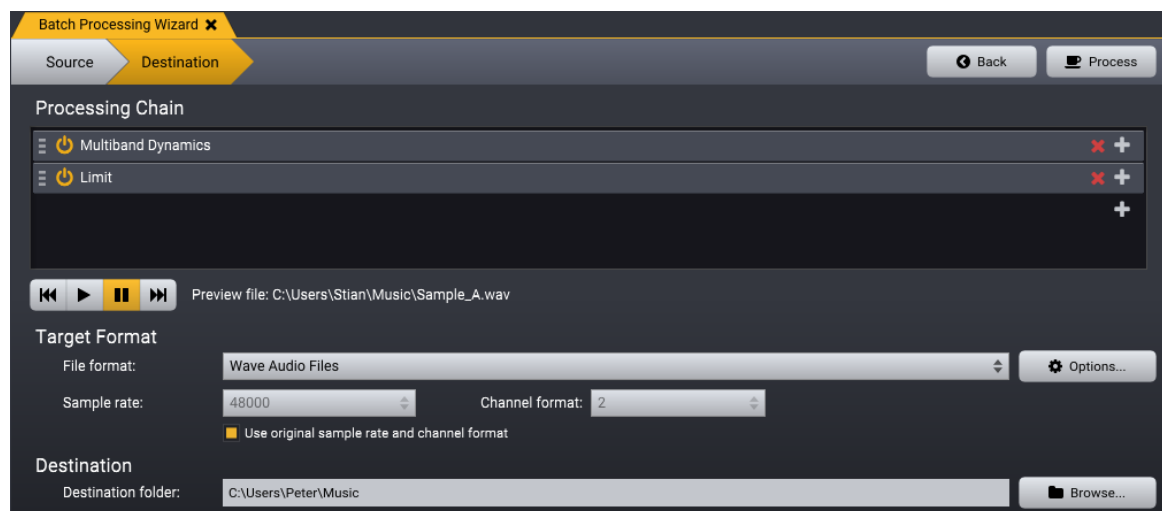 Batch Processing Wizard
Source Destination Back Process
Processing Chain
Multiband Dynamics
Limit
Preview file: C:\Users\Stian\Music\Sample_A.wav
Target Format
File format: Wave Audio Files Options...
Sample rate: 48000 Channel format: 2
Use original sample rate and channel format
Destination
Destination folder: C:\Users\Peter\Music Browse...